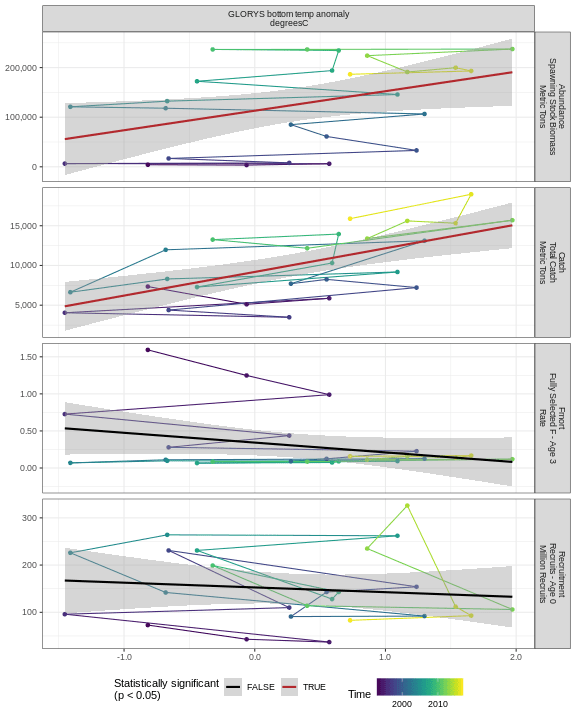 GLORYS bottom temp anomaly
degreesC
200,000
100,000
0
Abundance
Spawning Stock Biomass
Metric Tons
15,000
10,000
5,000
Catch
Total Catch
Metric Tons
1.50
1.00
0.50
0.00
Fmort
Fully Selected F - Age 3
Rate
300
200
100
Recruitment
Recruits - Age 0
Million Recruits
-1.0 0.0 1.0 2.0
Statistically significant
(p < 0.05)
FALSE TRUE
Time
2000 2010